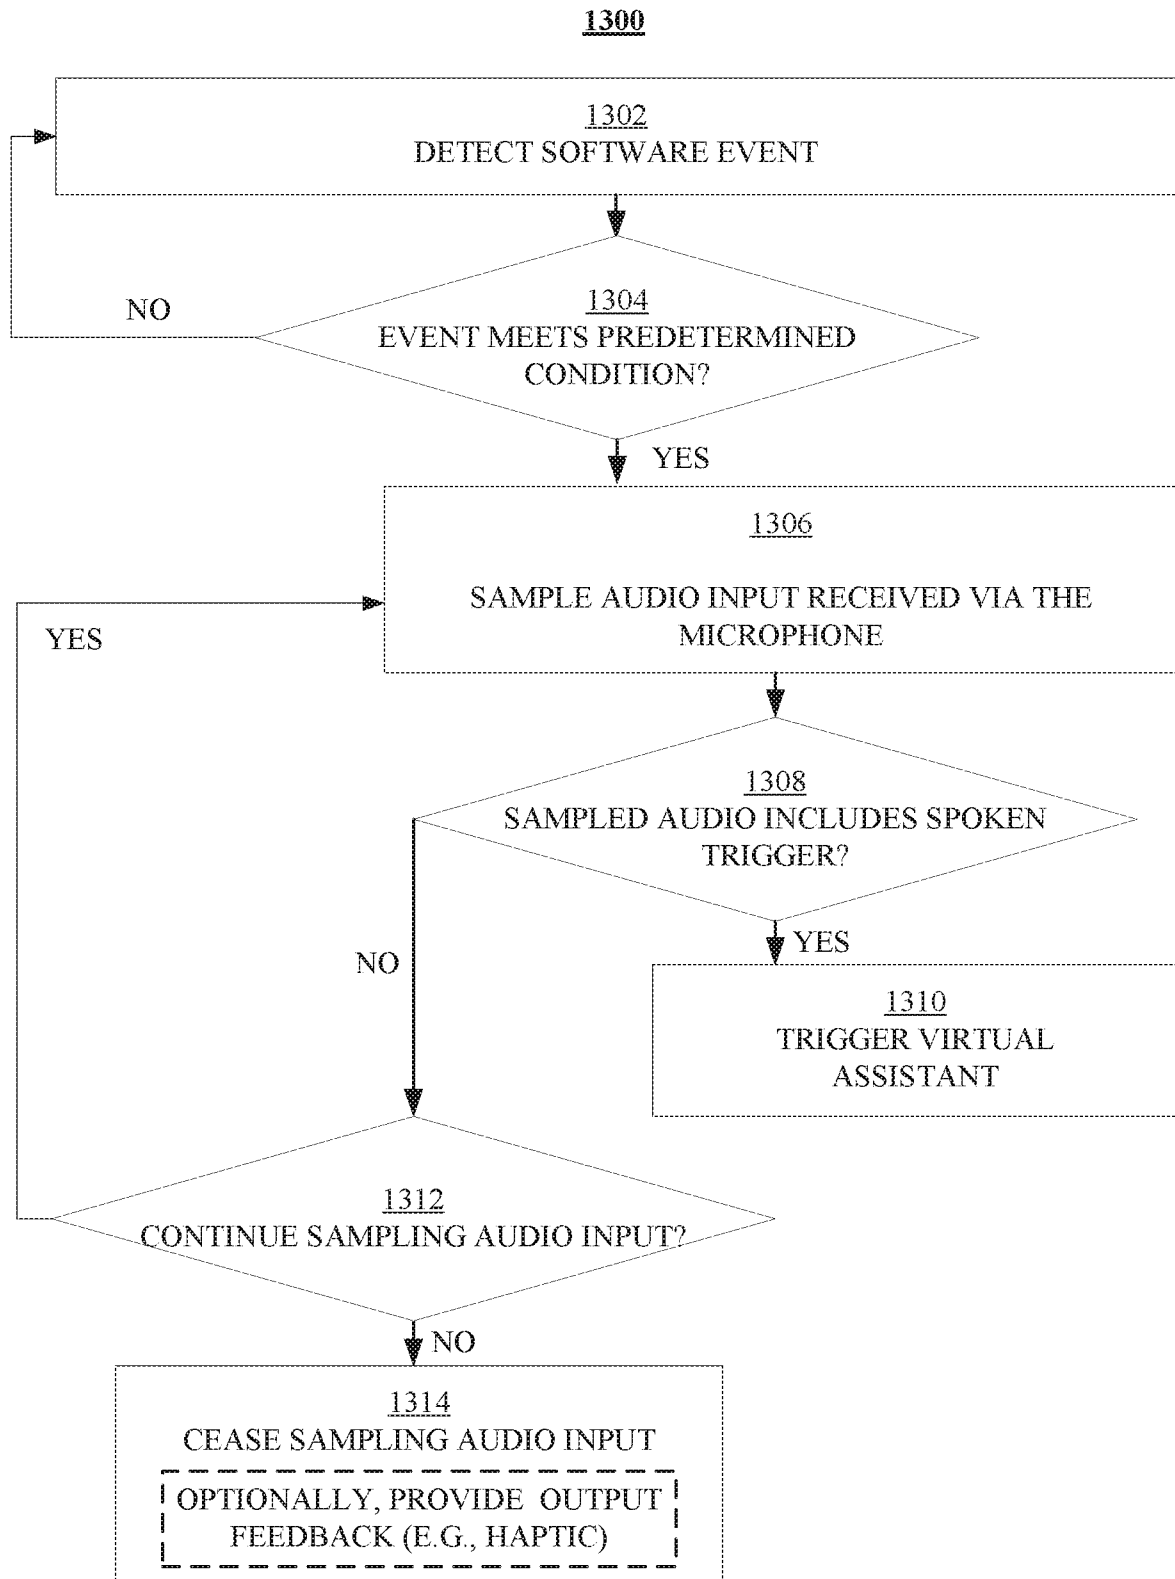 1300
1302
DETECT SOFTWARE EVENT
NO
1304
EVENT MEETS PREDETERMINED
CONDITION?
YES
1306
SAMPLE AUDIO INPUT RECEIVED VIA THE
MICROPHONE
YES
1308
SAMPLED AUDIO INCLUDES SPOKEN
TRIGGER?
NO
YES
1310
TRIGGER VIRTUAL
ASSISTANT
1312
CONTINUE SAMPLING AUDIO INPUT?
NO
1314
CEASE SAMPLING AUDIO INPUT
OPTIONALLY, PROVIDE OUTPUT
FEEDBACK (E.G., HAPTIC)